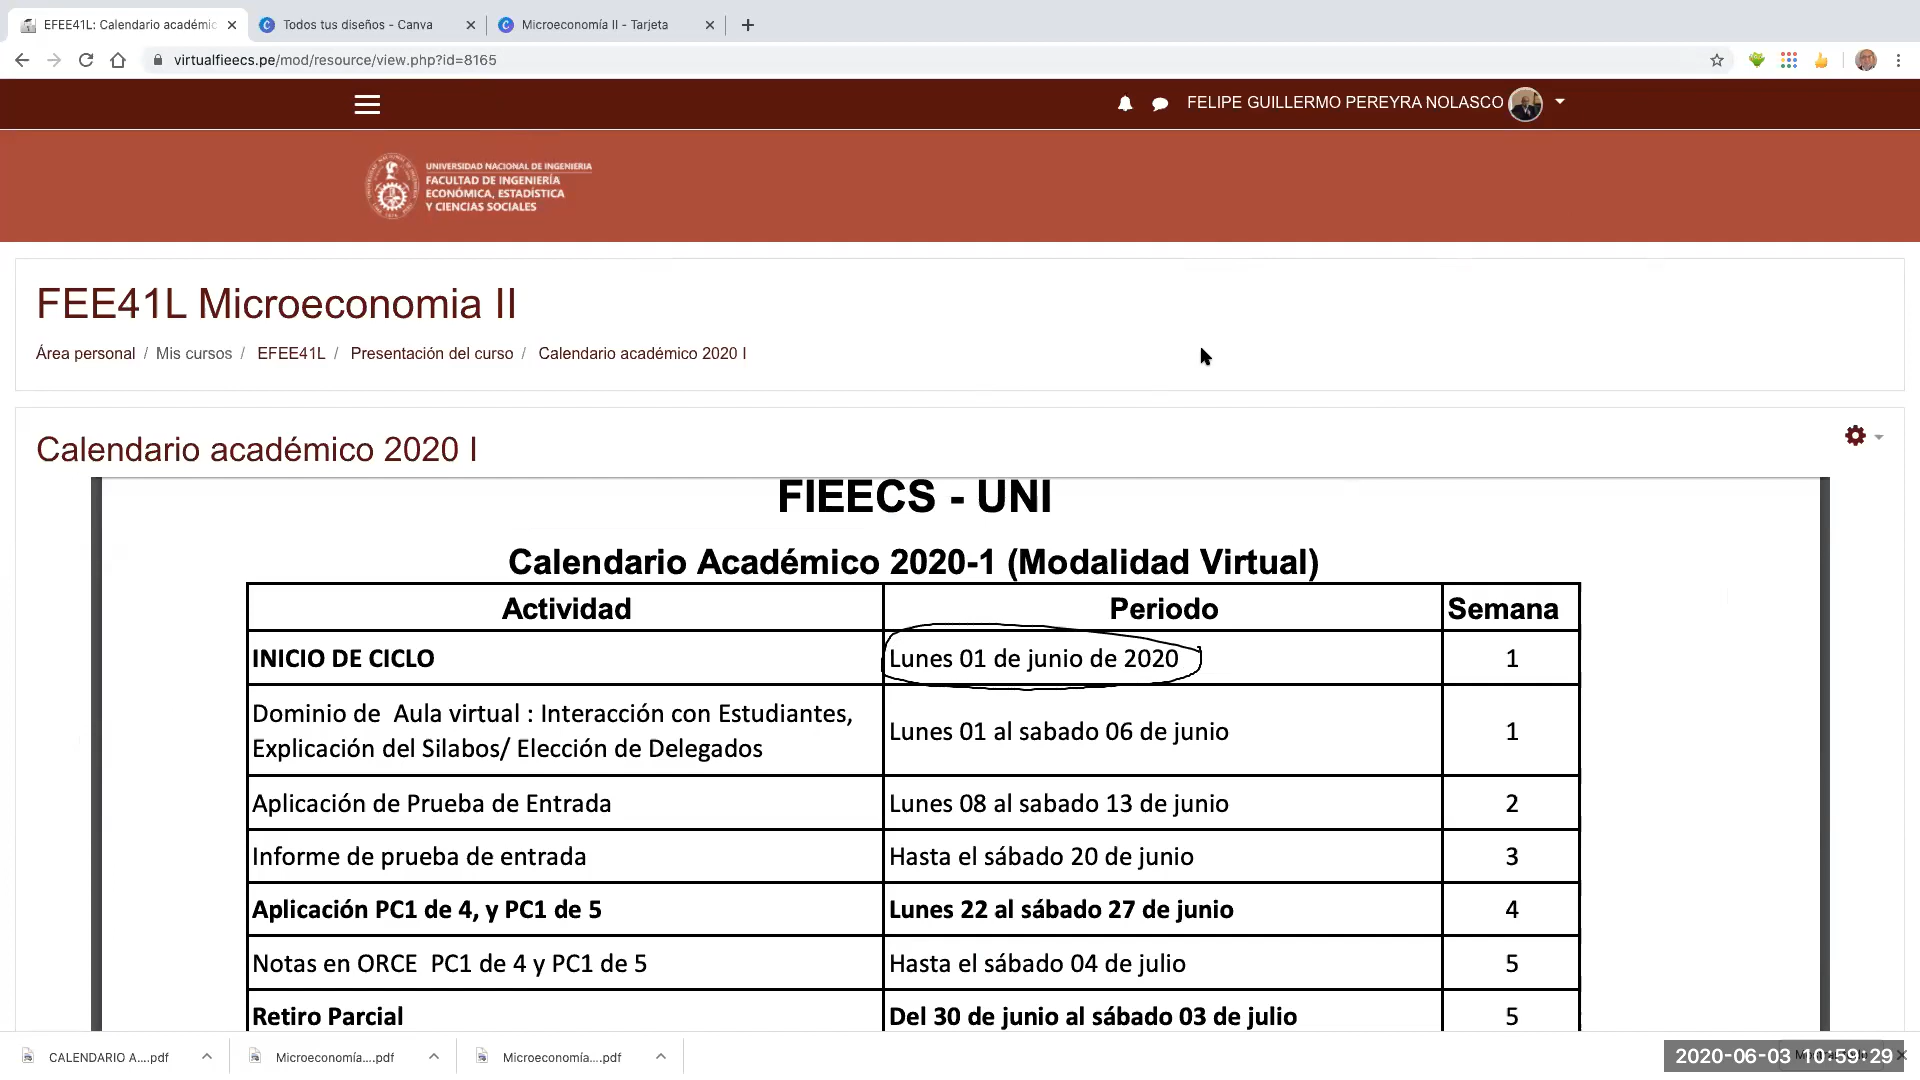 EFEE41L: Calendario académic
Todos tus diseños - Canva
Microeconomía II - Tarjeta
virtualfieecs.pe/mod/resource/view.php?id=8165
FELIPE GUILLERMO PEREYRA NOLASCO
UNIVERSIDAD NACIONAL DE INGENIERIA
FACULTAD DE INGENIERÍA
ECONÓMICA, ESTADÍSTICA
Y CIENCIAS SOCIALES
FEE41L Microeconomia II
Área personal / Mis cursos / EFEE41L / Presentación del curso / Calendario académico 2020 I
Calendario académico 2020 I
FIEECS - UNI
Calendario Académico 2020-1 (Modalidad Virtual)
Actividad Periodo Semana
INICIO DE CICLO Lunes 01 de junio de 2020 1
Dominio de Aula virtual : Interacción con Estudiantes,
Explicación del Silabos/ Elección de Delegados Lunes 01 al sabado 06 de junio 1
Aplicación de Prueba de Entrada Lunes 08 al sabado 13 de junio 2
Informe de prueba de entrada Hasta el sábado 20 de junio 3
Aplicación PC1 de 4, y PC1 de 5 Lunes 22 al sábado 27 de junio 4
Notas en ORCE PC1 de 4 y PC1 de 5 Hasta el sábado 04 de julio 5
Retiro Parcial Del 30 de junio al sábado 03 de julio 5
CALENDARIO A....pdf
Microeconomía....pdf
Microeconomía....pdf
2020-06-03 10:59:29